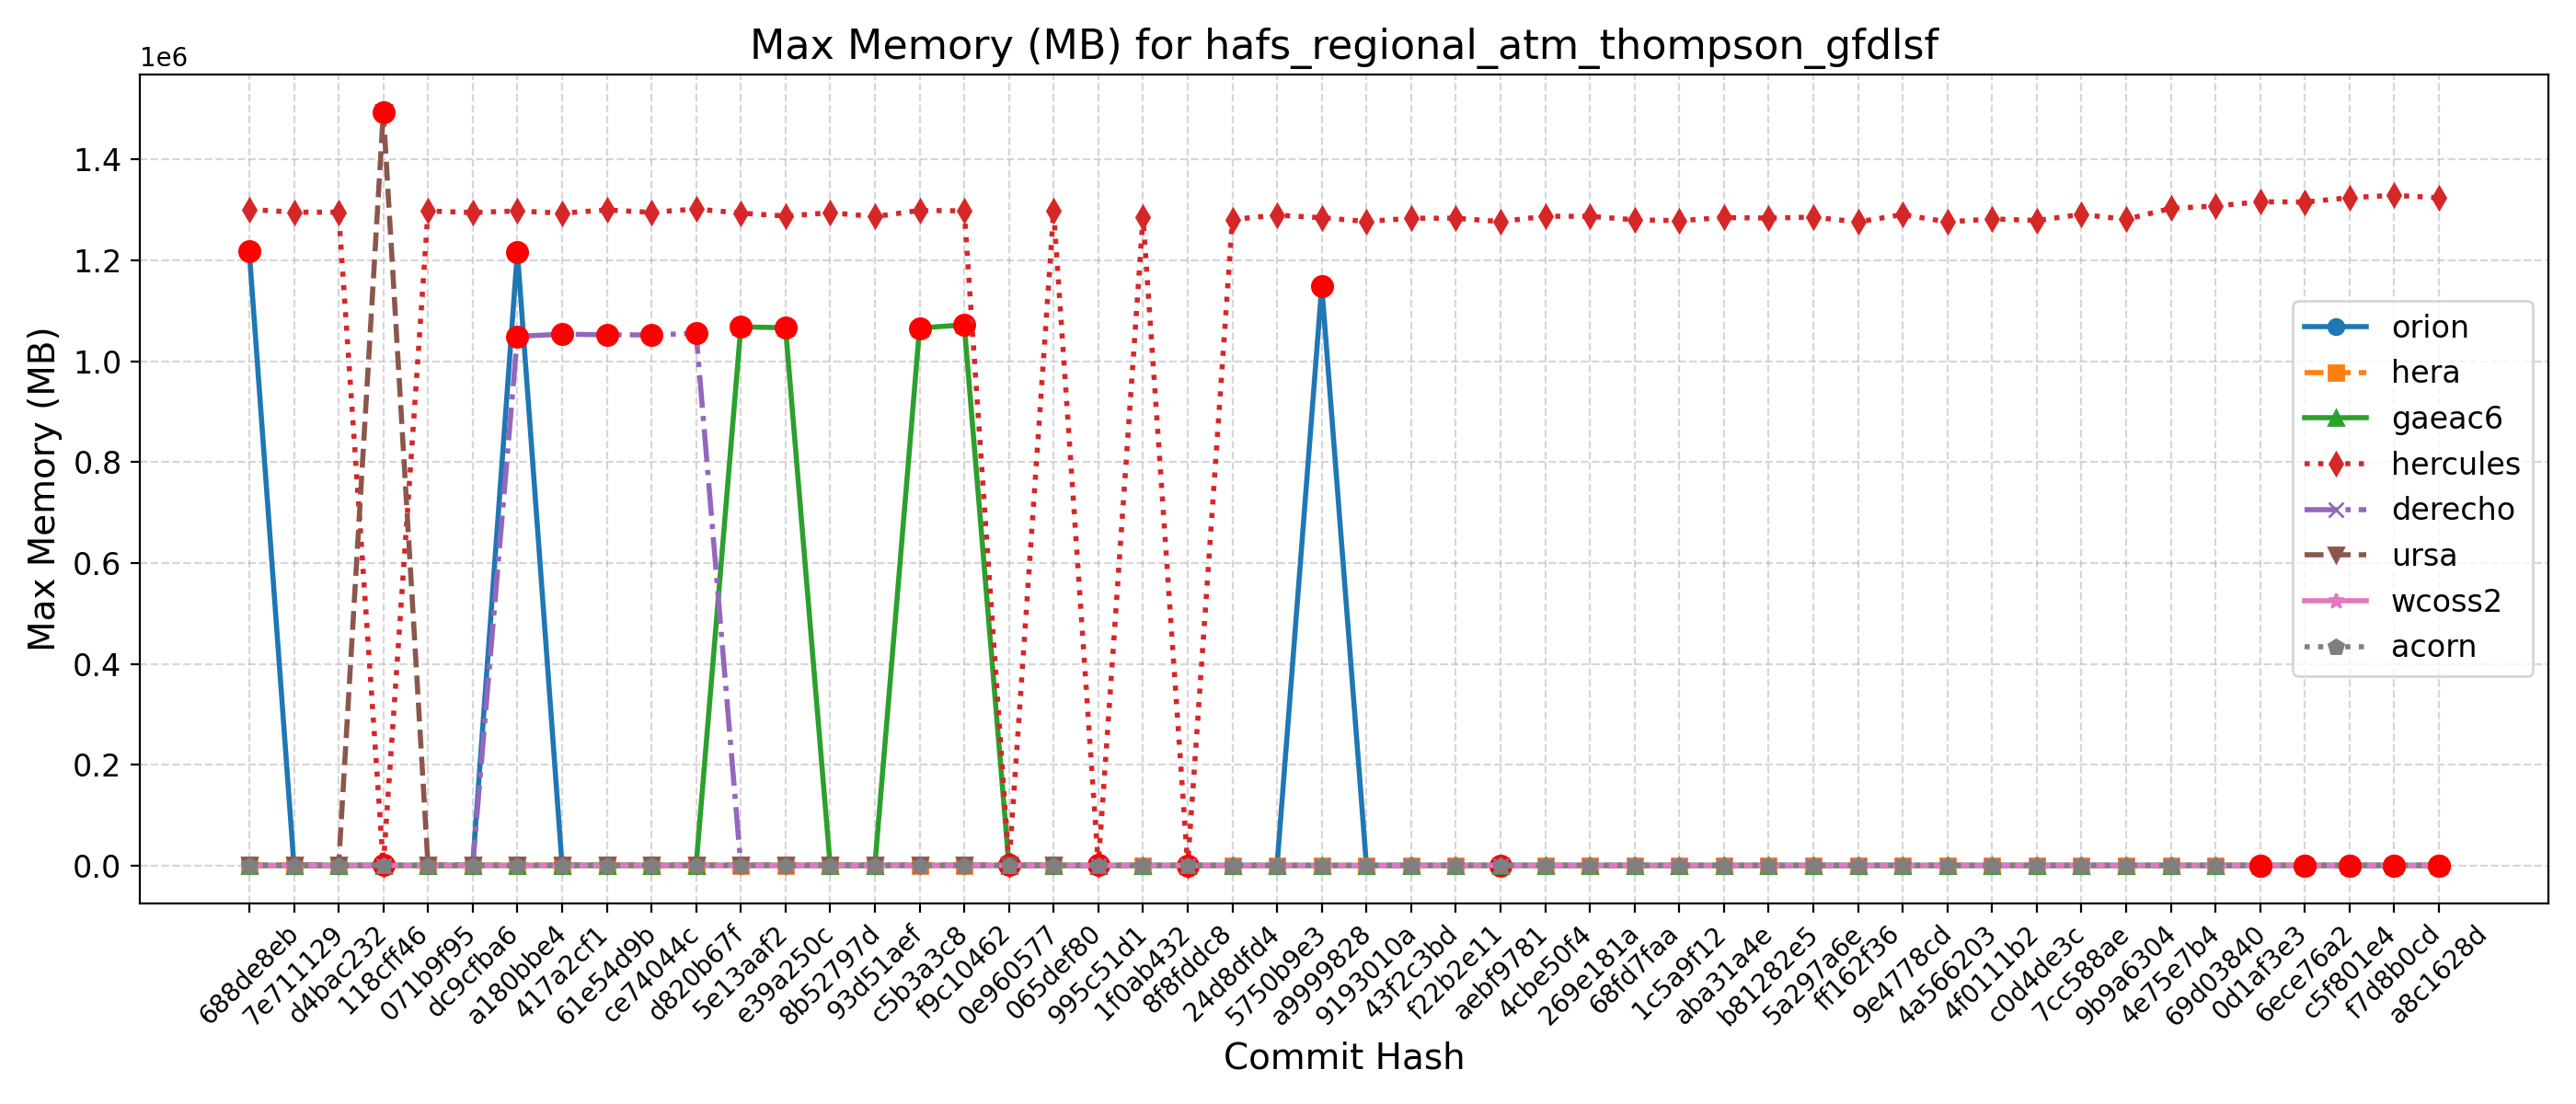 Max Memory (MB) for hafs_regional_atm_thompson_gfdlsf
1e6
1.4
1.2
1.0
0.8
0.6
0.4
0.2
0.0
Max Memory (MB)
orion
hera
gaeac6
hercules
derecho
ursa
wcoss2
acorn
688de8eb
7e711129
d4bac232
118cff46
071b9f95
dc9cfba6
a180bbe4
417a2cf1
61e54d9b
ce74044c
d820b67f
5e13aaf2
e39a250c
8b52797d
93d51aef
c5b3a3c8
f9c10462
0e960577
065def80
995c51d1
1f0ab432
8f8fddc8
24d8dfd4
5750b9e3
a9999828
9193010a
43f2c3bd
f22b2e11
aebf9781
4cbe50f4
269e181a
68fd7faa
1c5a9f12
aba31a4e
b81282e5
5a297a6e
ff162f36
9e4778cd
4a566203
4f0111b2
c0d4de3c
7cc588ae
9b9a6304
4e75e7b4
69d03840
0d1af3e3
6ece76a2
c5f801e4
f7d8b0cd
a8c1628d
Commit Hash